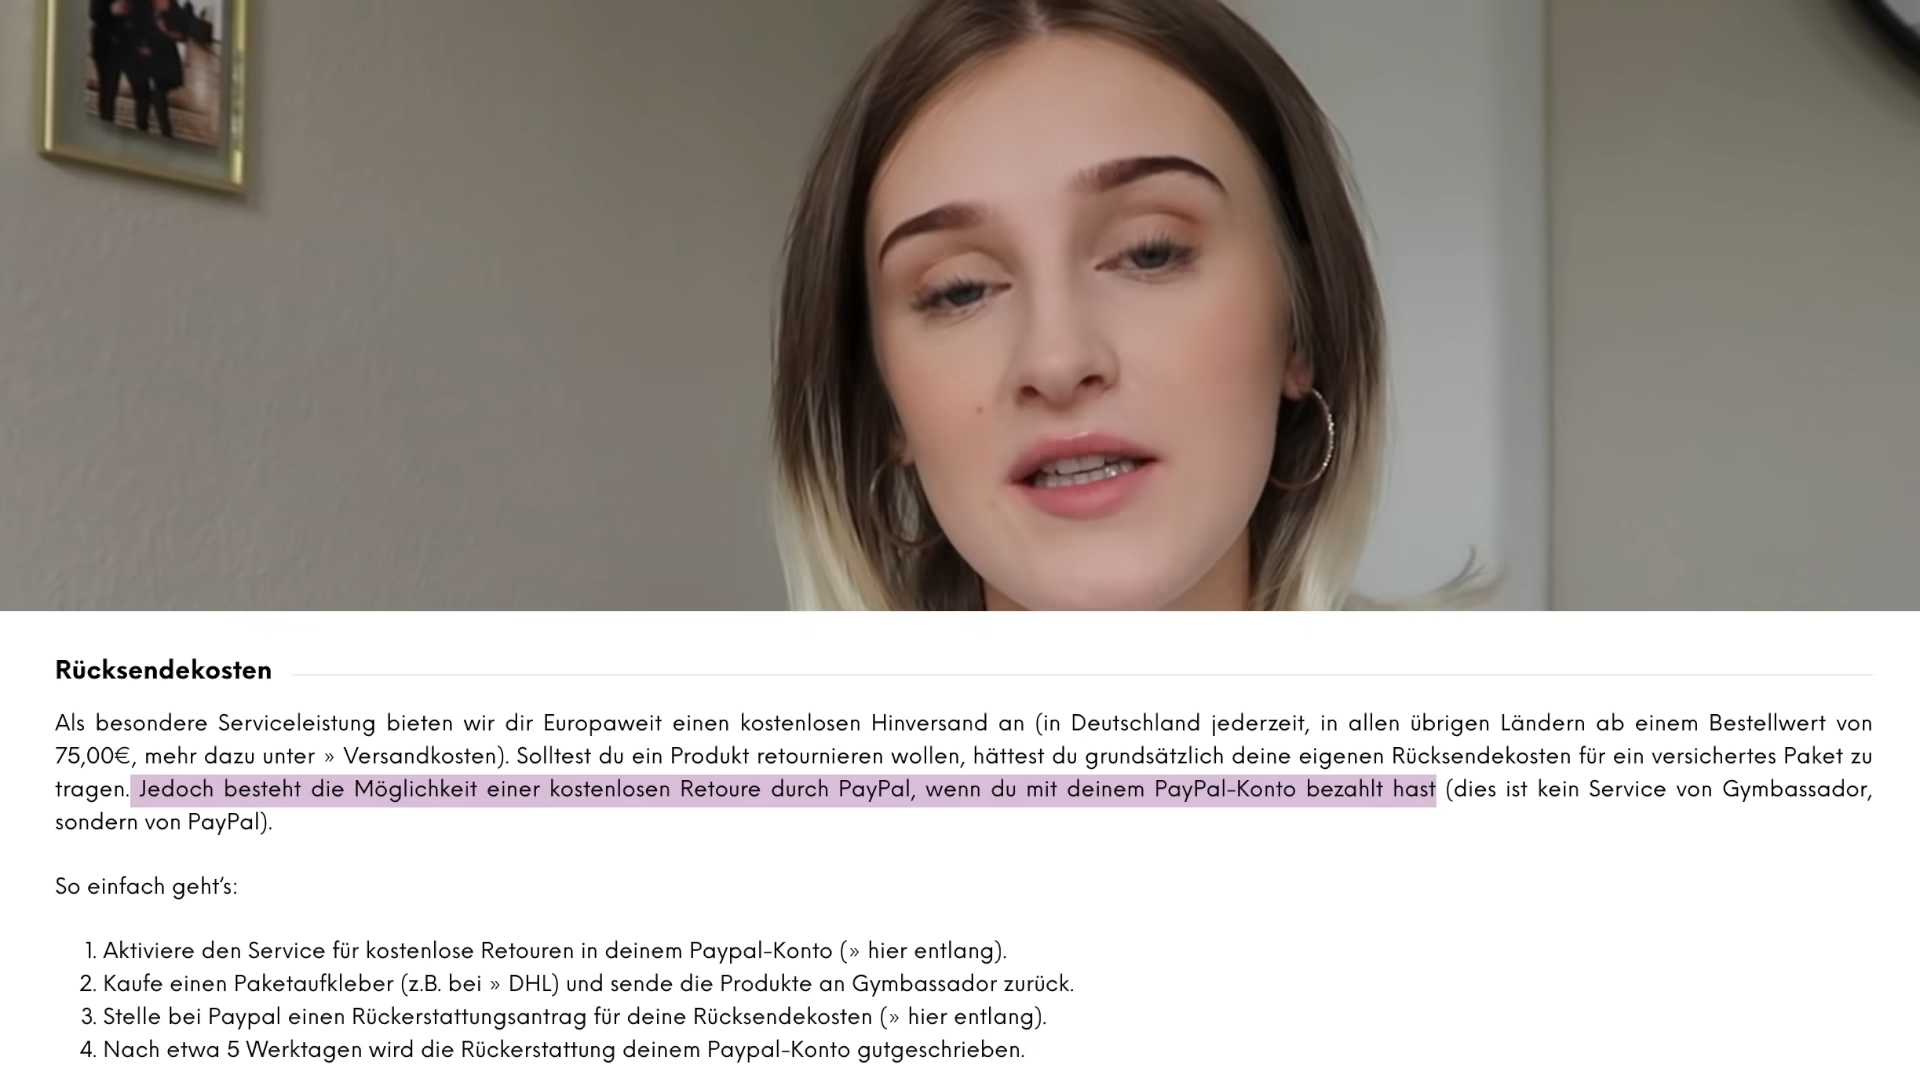 Rücksendekosten
Als besondere Serviceleistung bieten wir dir Europaweit einen kostenlosen Hinversand an (in Deutschland jederzeit, in allen übrigen Ländern ab einem Bestellwert von
75,00€, mehr dazu unter » Versandkosten). Solltest du ein Produkt retournieren wollen, hättest du grundsätzlich deine eigenen Rücksendekosten für ein versichertes Paket zu
tragen. Jedoch besteht die Möglichkeit einer kostenlosen Retoure durch PayPal, wenn du mit deinem PayPal-Konto bezahlt hast (dies ist kein Service von Gymbassador,
sondern von PayPal).
So einfach geht's:
1. Aktiviere den Service für kostenlose Retouren in deinem Paypal-Konto (» hier entlang).
2. Kaufe einen Paketaufkleber (z.B. bei » DHL) und sende die Produkte an Gymbassador zurück.
3. Stelle bei Paypal einen Rückerstattungsantrag für deine Rücksendekosten (» hier entlang).
4. Nach etwa 5 Werktagen wird die Rückerstattung deinem Paypal-Konto gutgeschrieben.